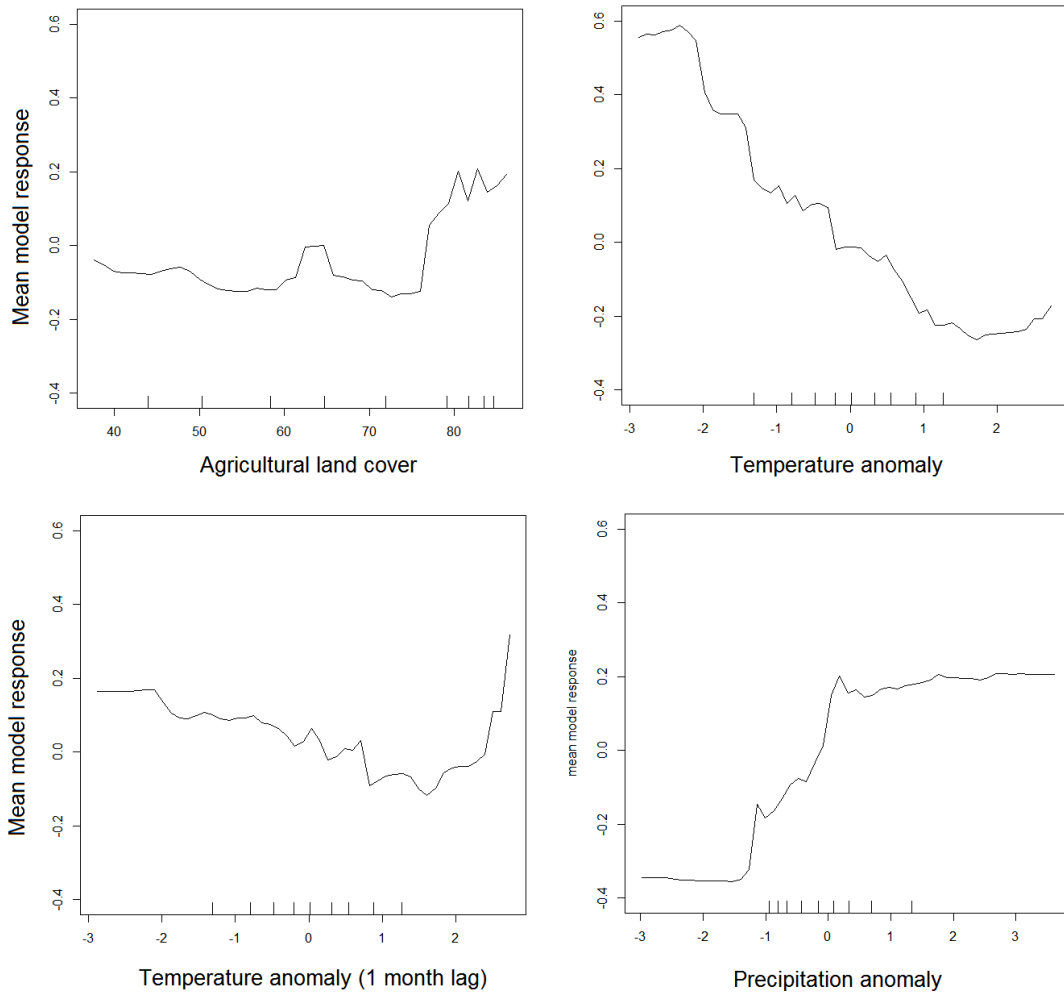 Mean model response
-0.4 -0.2 0.0 0.2 0.4 0.6
40 50 60 70 80
Agricultural land cover
-0.4 -0.2 0.0 0.2 0.4 0.6
-3 -2 -1 0 1 2
Temperature anomaly
Mean model response
-0.4 -0.2 0.0 0.2 0.4 0.6
-3 -2 -1 0 1 2
Temperature anomaly (1 month lag)
mean model response
-0.4 -0.2 0.0 0.2 0.4 0.6
-3 -2 -1 0 1 2 3
Precipitation anomaly